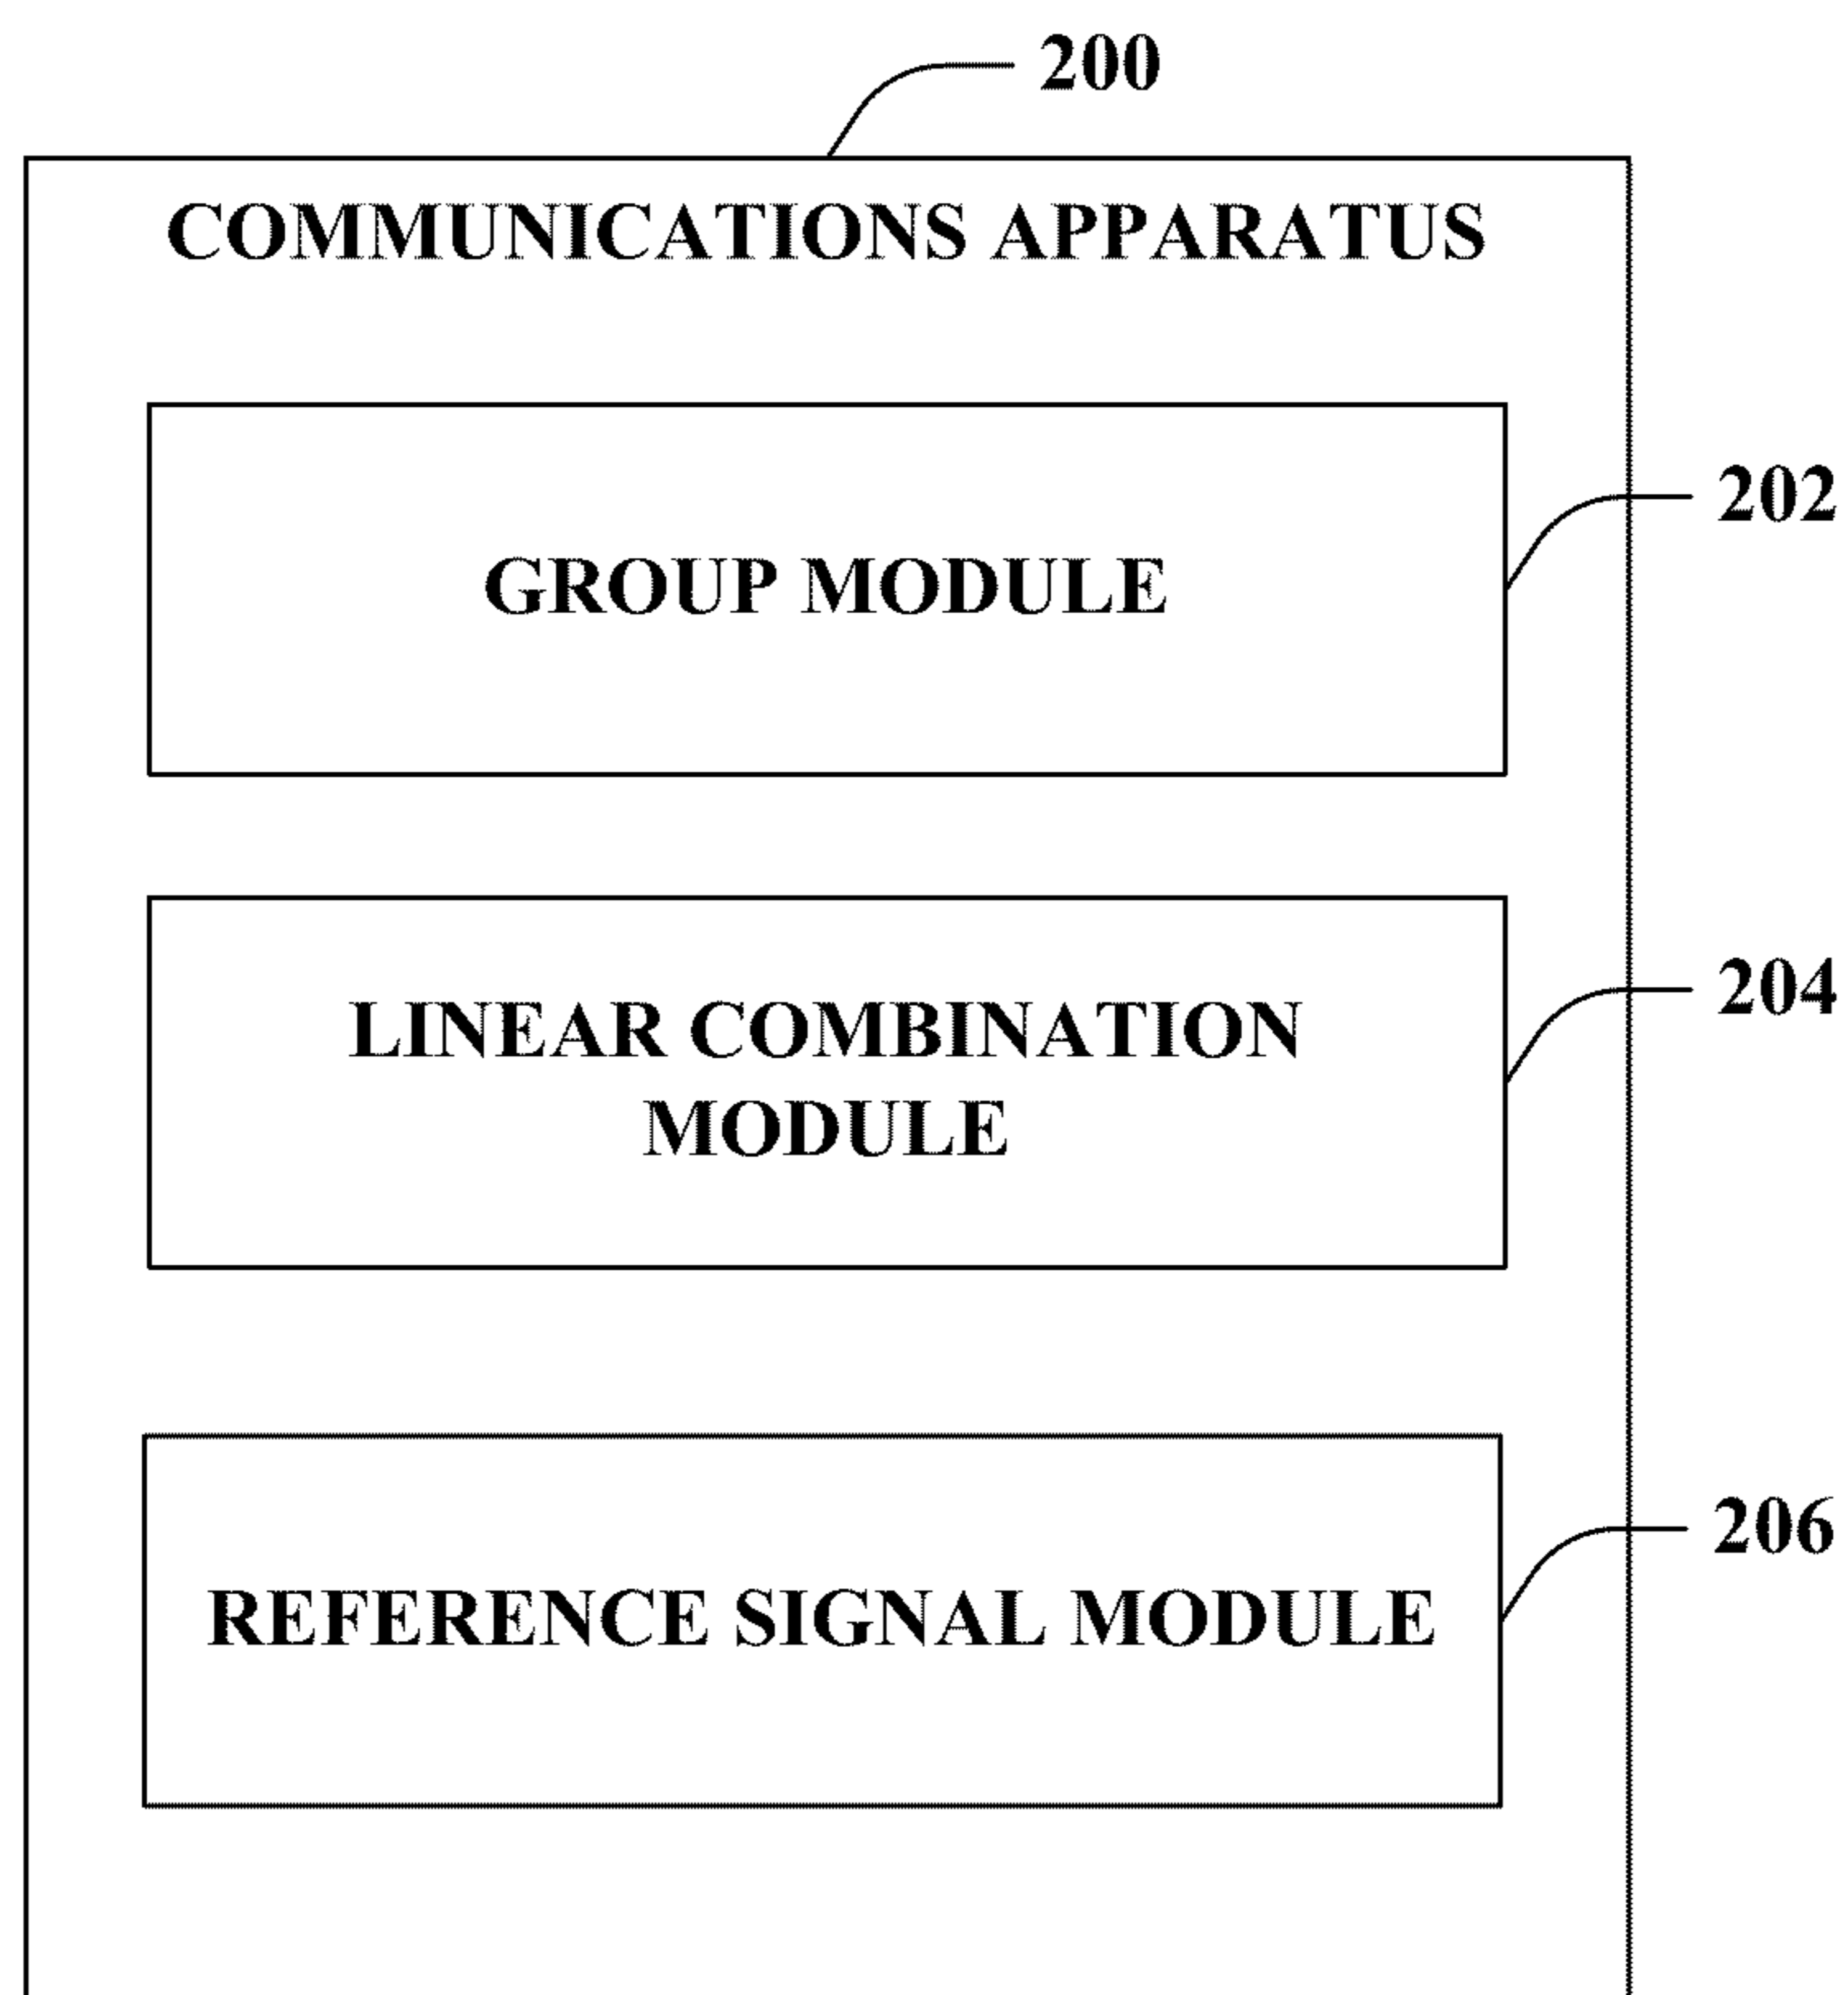 200
COMMUNICATIONS APPARATUS
202
GROUP MODULE
204
LINEAR COMBINATION
MODULE
206
REFERENCE SIGNAL MODULE